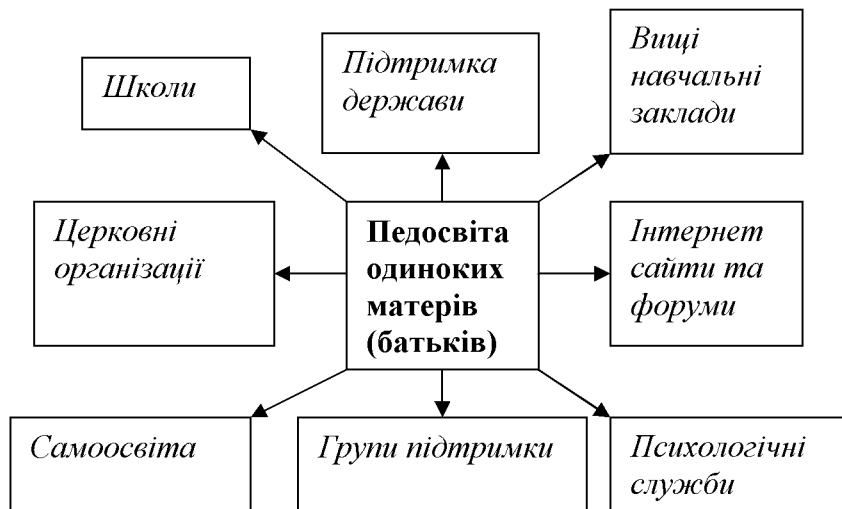 Школи
Підтримка
держави
Вищі
навчальні
заклади
Церковні
організації
Педосвіта
одиноких
матерів
(батьків)
Інтернет
сайти та
форуми
Самоосвіта
Групи підтримки
Психологічні
служби